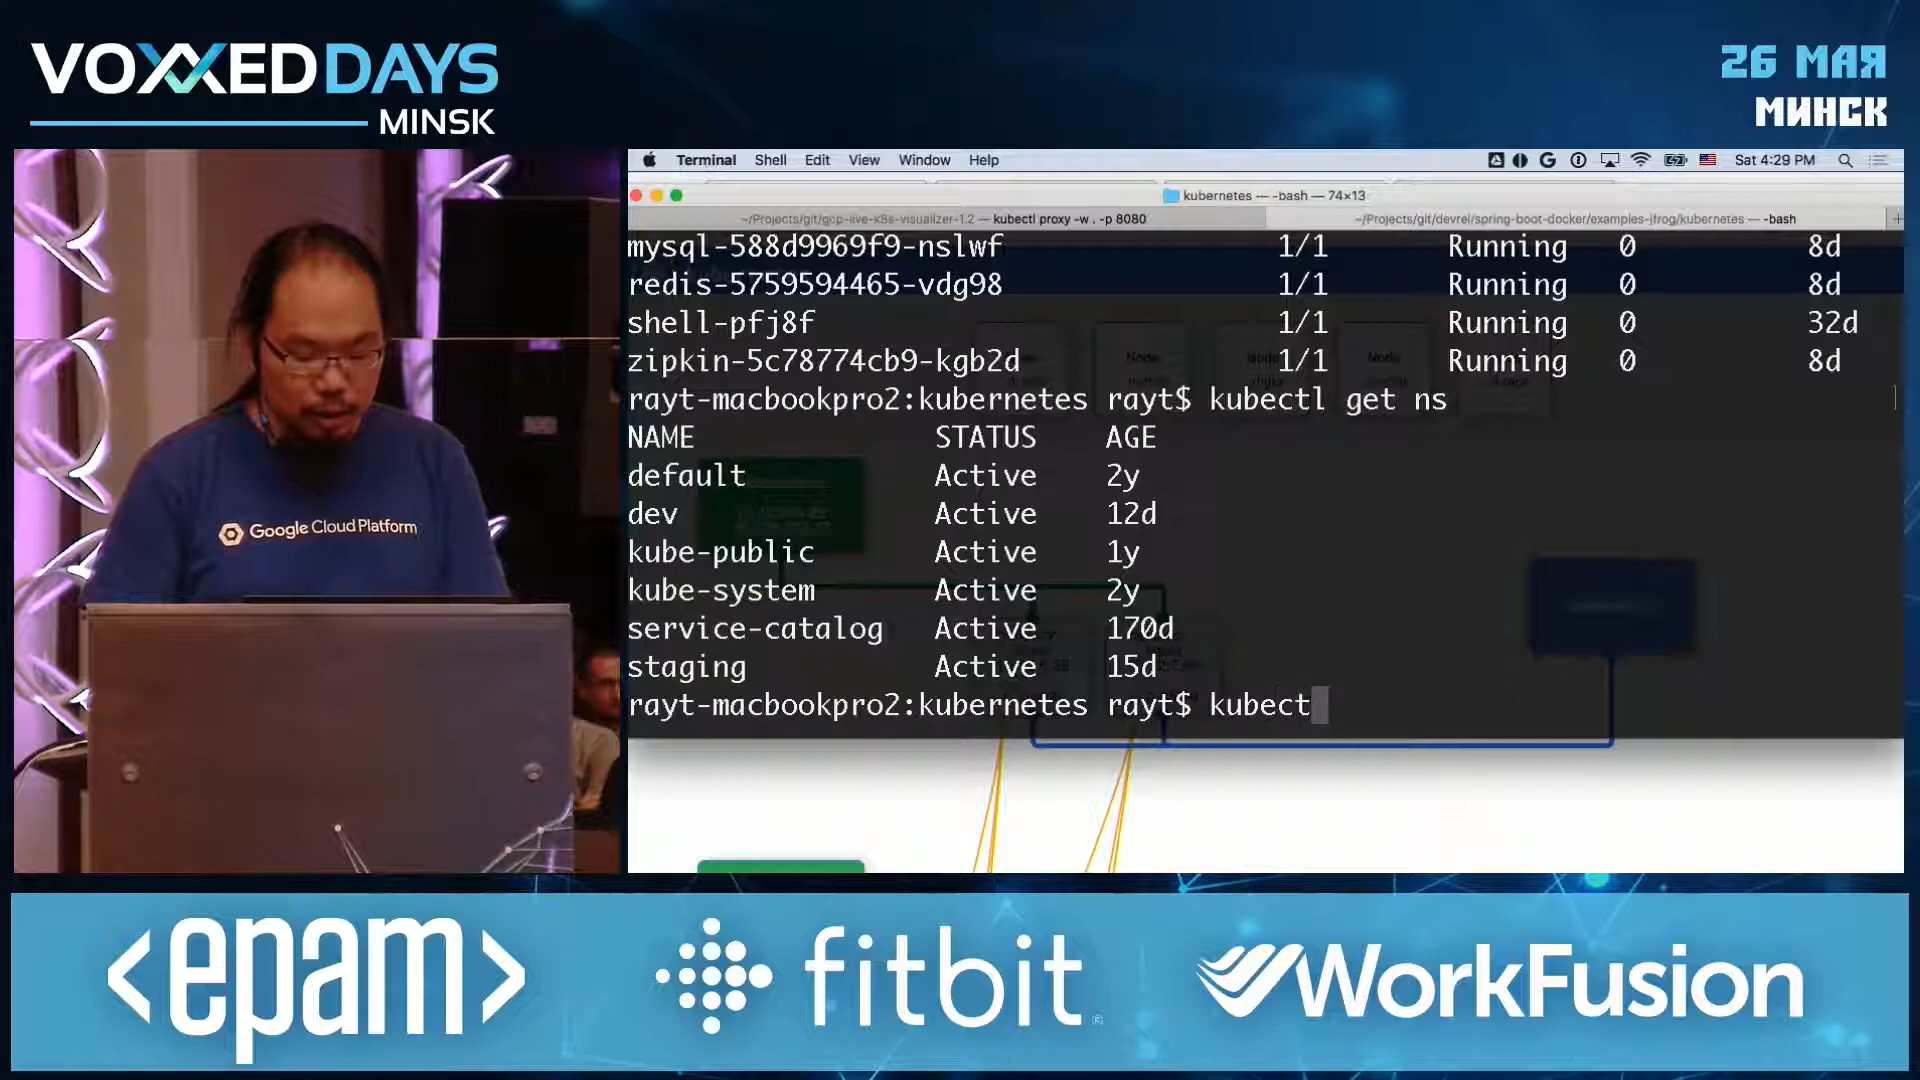 VOXXEDDAYS
MINSK
26 МАЯ
МИНСК
Terminal Shell Edit View Window Help
Sat 4:29 PM
kubernetes — -bash — 74×13
~/Projects/git/gcp-live-k8s-visualizer-1.2 — kubectl proxy -w . -p 8080
~/Projects/git/devrel/spring-boot-docker/examples-jfrog/kubernetes — -bash
mysql-588d9969f9-nslwf 1/1 Running 0 8d
redis-5759594465-vdg98 1/1 Running 0 8d
shell-pfj8f 1/1 Running 0 32d
zipkin-5c78774cb9-kgb2d 1/1 Running 0 8d
rayt-macbookpro2:kubernetes rayt$ kubectl get ns
NAME STATUS AGE
default Active 2y
dev Active 12d
kube-public Active 1y
kube-system Active 2y
service-catalog Active 170d
staging Active 15d
rayt-macbookpro2:kubernetes rayt$ kubect
Google Cloud Platform
<epam>
fitbit
WorkFusion